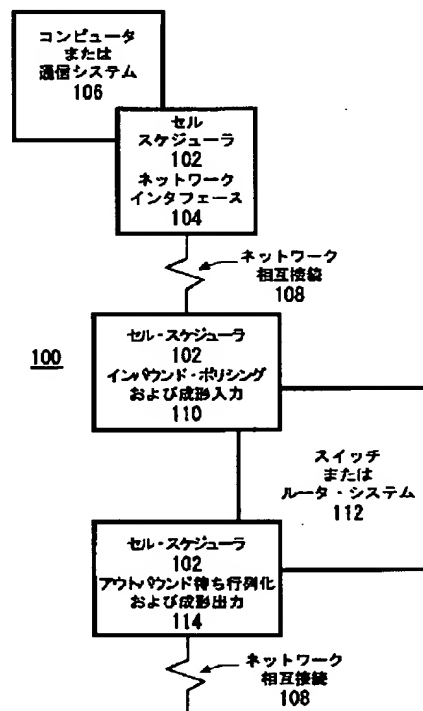 コンピュータ
または
通信システム
106
セル
スケジューラ
102
ネットワーク
インタフェース
104
ネットワーク
相互接続
108
100
セル・スケジューラ
102
インバウンド・ポリシング
および成形入力
110
スイッチ
または
ルータ・システム
112
セル・スケジューラ
102
アウトバウンド待ち行列化
および成形出力
114
ネットワーク
相互接続
108